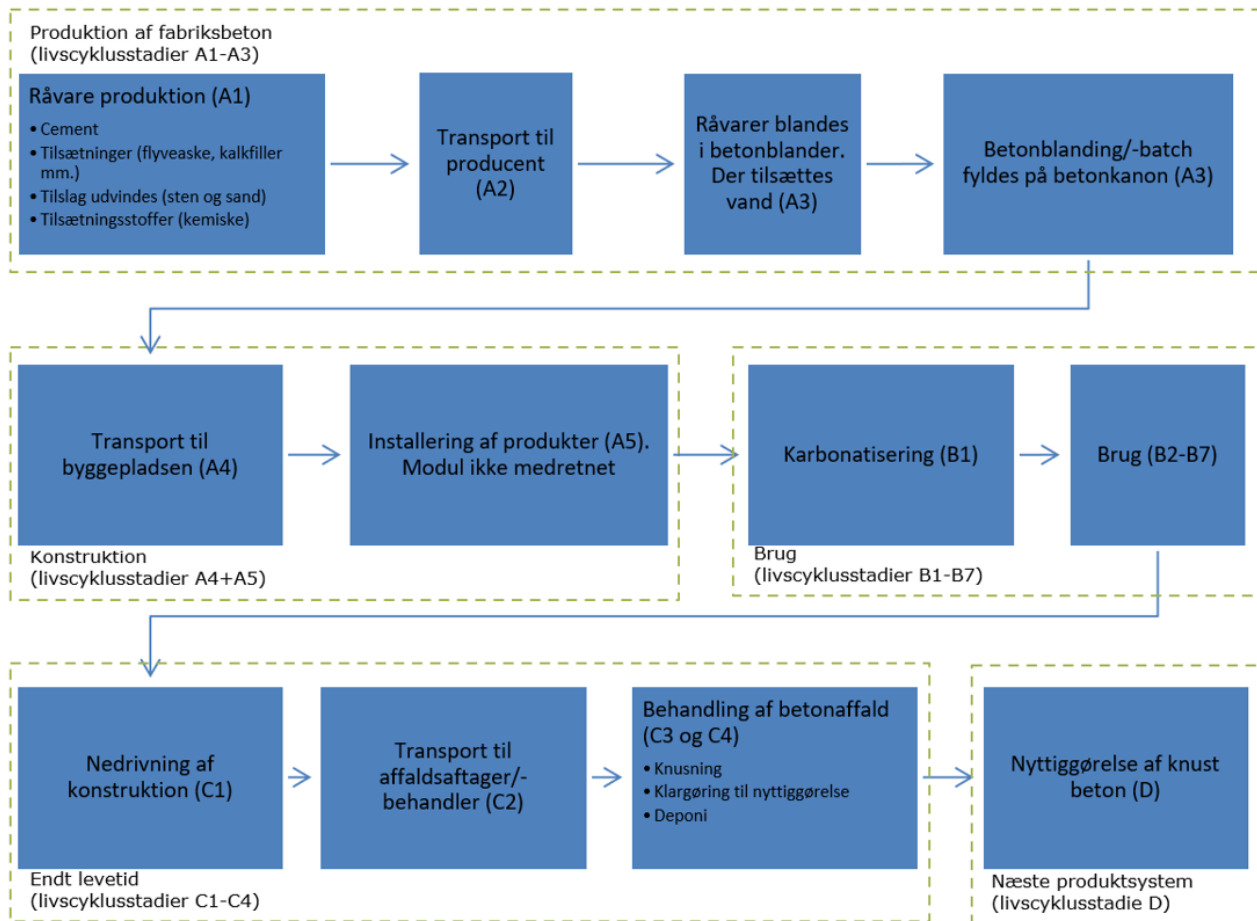 Produktion af fabriksbeton
(livscyklusstadier A1-A3)
Råvare produktion (A1)
• Cement
• Tilsætninger (flyveaske, kalkfiller
mm.)
• Tilslag udvindes (sten og sand)
• Tilsætningsstoffer (kemiske)
Transport til
producent
(A2)
Råvarer blandes
i betonblander.
Der tilsættes
vand (A3)
Betonblanding/-batch
fyldes på betonkanon (A3)
Transport til
byggepladsen (A4)
Installering af produkter (A5).
Modul ikke medretnet
Konstruktion
(livscyklusstadier A4+A5)
Karbonatisering (B1)
Brug (B2-B7)
Brug
(livscyklusstadier B1-B7)
Nedrivning af
konstruktion (C1)
Transport til
affaldsaftager/-
behandler (C2)
Behandling af betonaffald
(C3 og C4)
• Knusning
• Klargøring til nyttiggørelse
• Deponi
Endt levetid
(livscyklusstadier C1-C4)
Nyttiggørelse af knust
beton (D)
Næste produktsystem
(livscyklusstadie D)